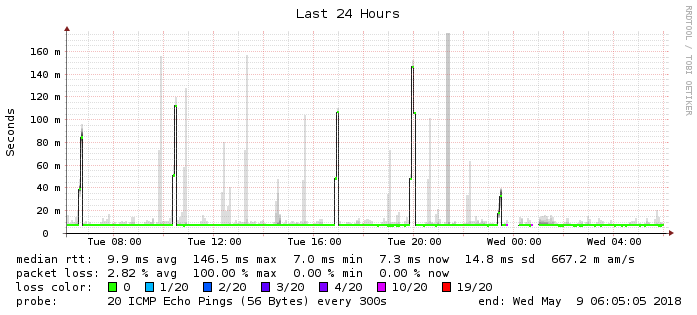 Last 24 Hours
RRDTOOL / TOBI OETIKER
Seconds
160 m
140 m
120 m
100 m
80 m
60 m
40 m
20 m
0
Tue 08:00 Tue 12:00 Tue 16:00 Tue 20:00 Wed 00:00 Wed 04:00
median rtt: 9.9 ms avg 146.5 ms max 7.0 ms min 7.3 ms now 14.8 ms sd 667.2 m am/s
packet loss: 2.82 % avg 100.00 % max 0.00 % min 0.00 % now
loss color: 0 1/20 2/20 3/20 4/20 10/20 19/20
probe: 20 ICMP Echo Pings (56 Bytes) every 300s end: Wed May 9 06:05:05 2018